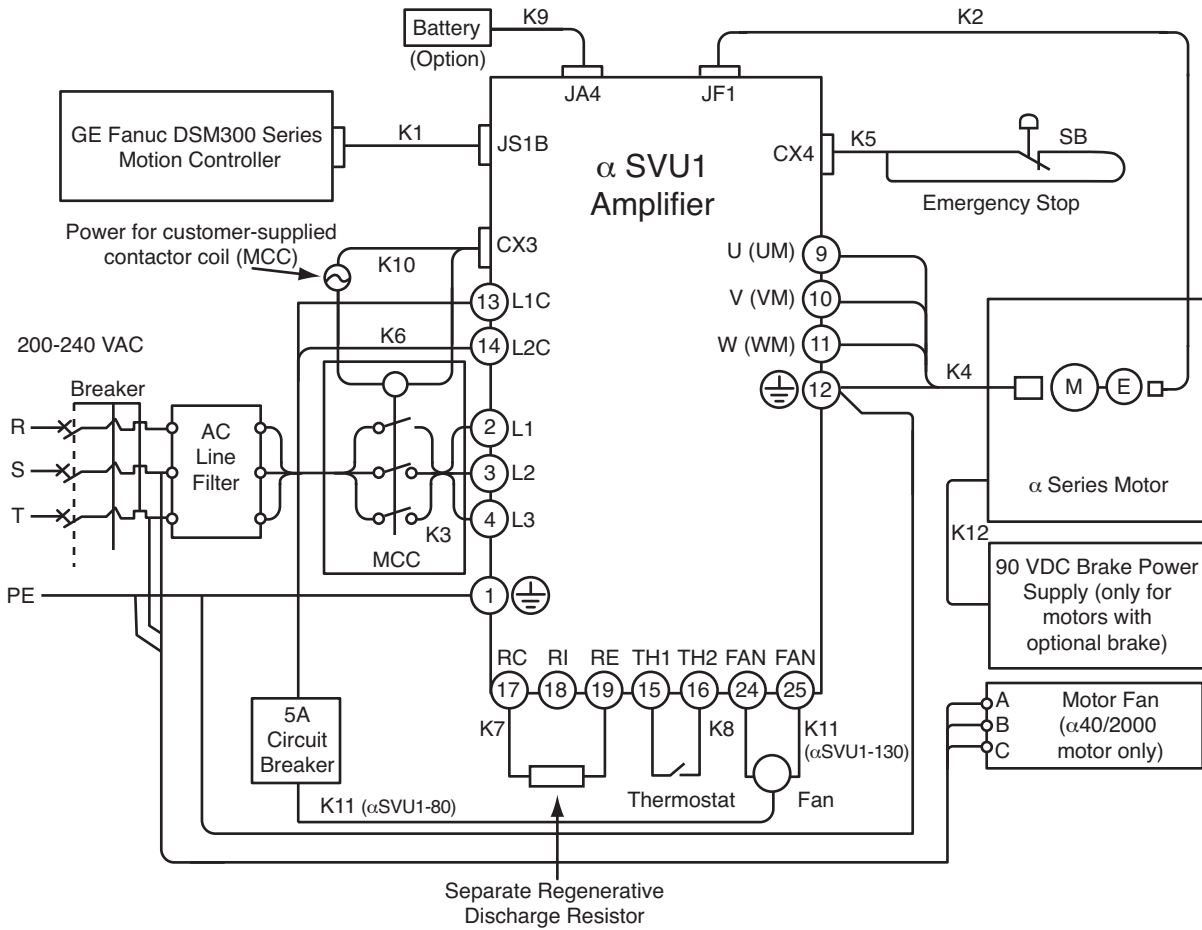 Battery
(Option)
K9
K2
JA4
JF1
GE Fanuc DSM300 Series
Motion Controller
K1
JS1B
α SVU1
Amplifier
CX4
K5
SB
Emergency Stop
Power for customer-supplied
contactor coil (MCC)
K10
CX3
13 L1C
K6
14 L2C
U (UM) 9
V (VM) 10
W (WM) 11
12
K4
M
E
α Series Motor
200-240 VAC
Breaker
R
S
T
AC
Line
Filter
2 L1
3 L2
4 L3
K3
MCC
PE
1
K12
90 VDC Brake Power
Supply (only for
motors with
optional brake)
RC RI RE TH1 TH2 FAN FAN
17 18 19 15 16 24 25
K7
K8
K11
(αSVU1-130)
Thermostat
Fan
5A
Circuit
Breaker
K11 (αSVU1-80)
A
B
C
Motor Fan
(α40/2000
motor only)
Separate Regenerative
Discharge Resistor